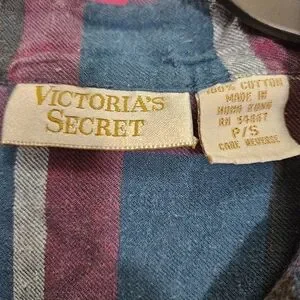 VICTORIA'S
SECRET
100% COTTON
MADE IN
HONG KONG
RN 54867
P/S
CARE REVERSE